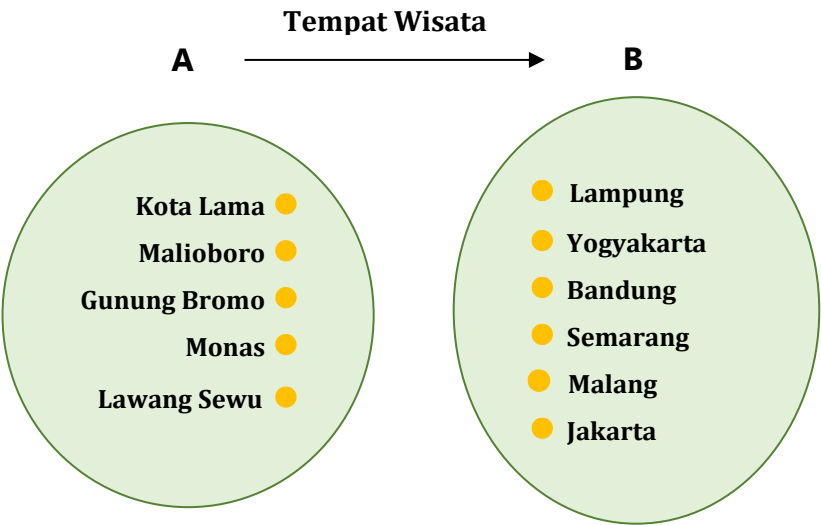 Tempat Wisata
A
B
Kota Lama
Malioboro
Gunung Bromo
Monas
Lawang Sewu
Lampung
Yogyakarta
Bandung
Semarang
Malang
Jakarta